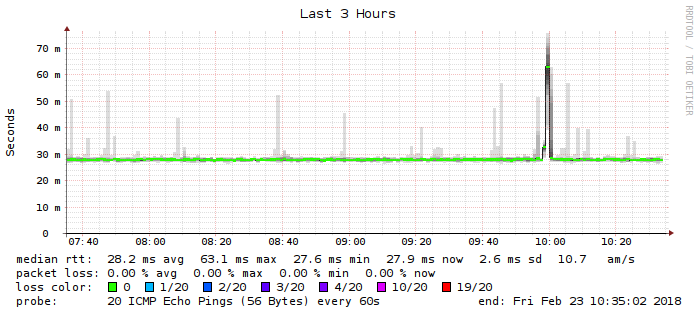 Last 3 Hours
RRDTOOL / TOBI OETIKER
Seconds
70 m
60 m
50 m
40 m
30 m
20 m
10 m
0
07:40 08:00 08:20 08:40 09:00 09:20 09:40 10:00 10:20
median rtt: 28.2 ms avg 63.1 ms max 27.6 ms min 27.9 ms now 2.6 ms sd 10.7 am/s
packet loss: 0.00 % avg 0.00 % max 0.00 % min 0.00 % now
loss color: 0 1/20 2/20 3/20 4/20 10/20 19/20
probe: 20 ICMP Echo Pings (56 Bytes) every 60s end: Fri Feb 23 10:35:02 2018